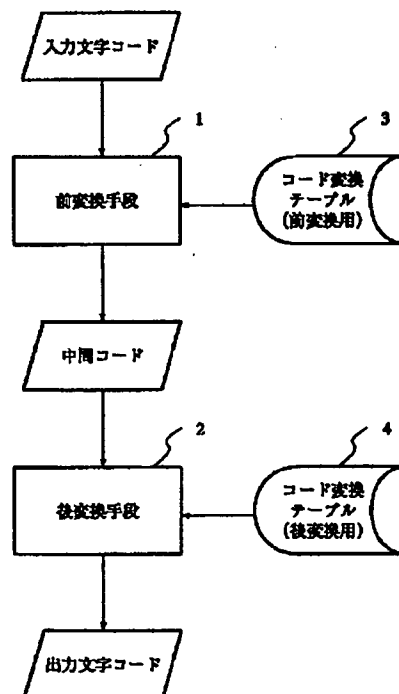 入力文字コード
1
3
前変換手段
コード変換
テーブル
(前変換用)
中間コード
2
4
後変換手段
コード変換
テーブル
(後変換用)
出力文字コード